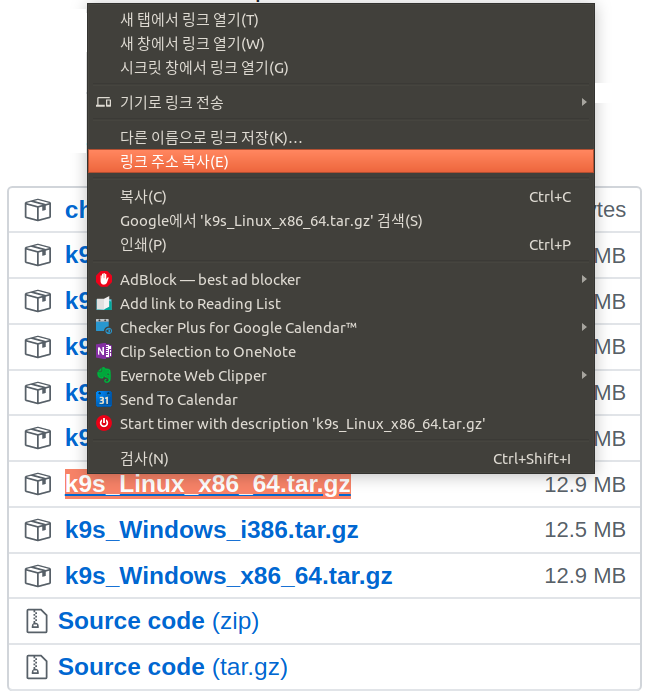 새 탭에서 링크 열기(T)
새 창에서 링크 열기(W)
시크릿 창에서 링크 열기(G)
기기로 링크 전송
다른 이름으로 링크 저장(K)...
링크 주소 복사(E)
복사(C) Ctrl+C
Google에서 'k9s_Linux_x86_64.tar.gz' 검색(S)
인쇄(P) Ctrl+P
AdBlock — best ad blocker
Add link to Reading List
Checker Plus for Google Calendar™
Clip Selection to OneNote
Evernote Web Clipper
Send To Calendar
Start timer with description 'k9s_Linux_x86_64.tar.gz'
검사(N) Ctrl+Shift+I
ch ytes
k9 MB
k9 MB
k9 MB
k9 MB
k9 MB
k9s_Linux_x86_64.tar.gz 12.9 MB
k9s_Windows_i386.tar.gz 12.5 MB
k9s_Windows_x86_64.tar.gz 12.9 MB
Source code (zip)
Source code (tar.gz)